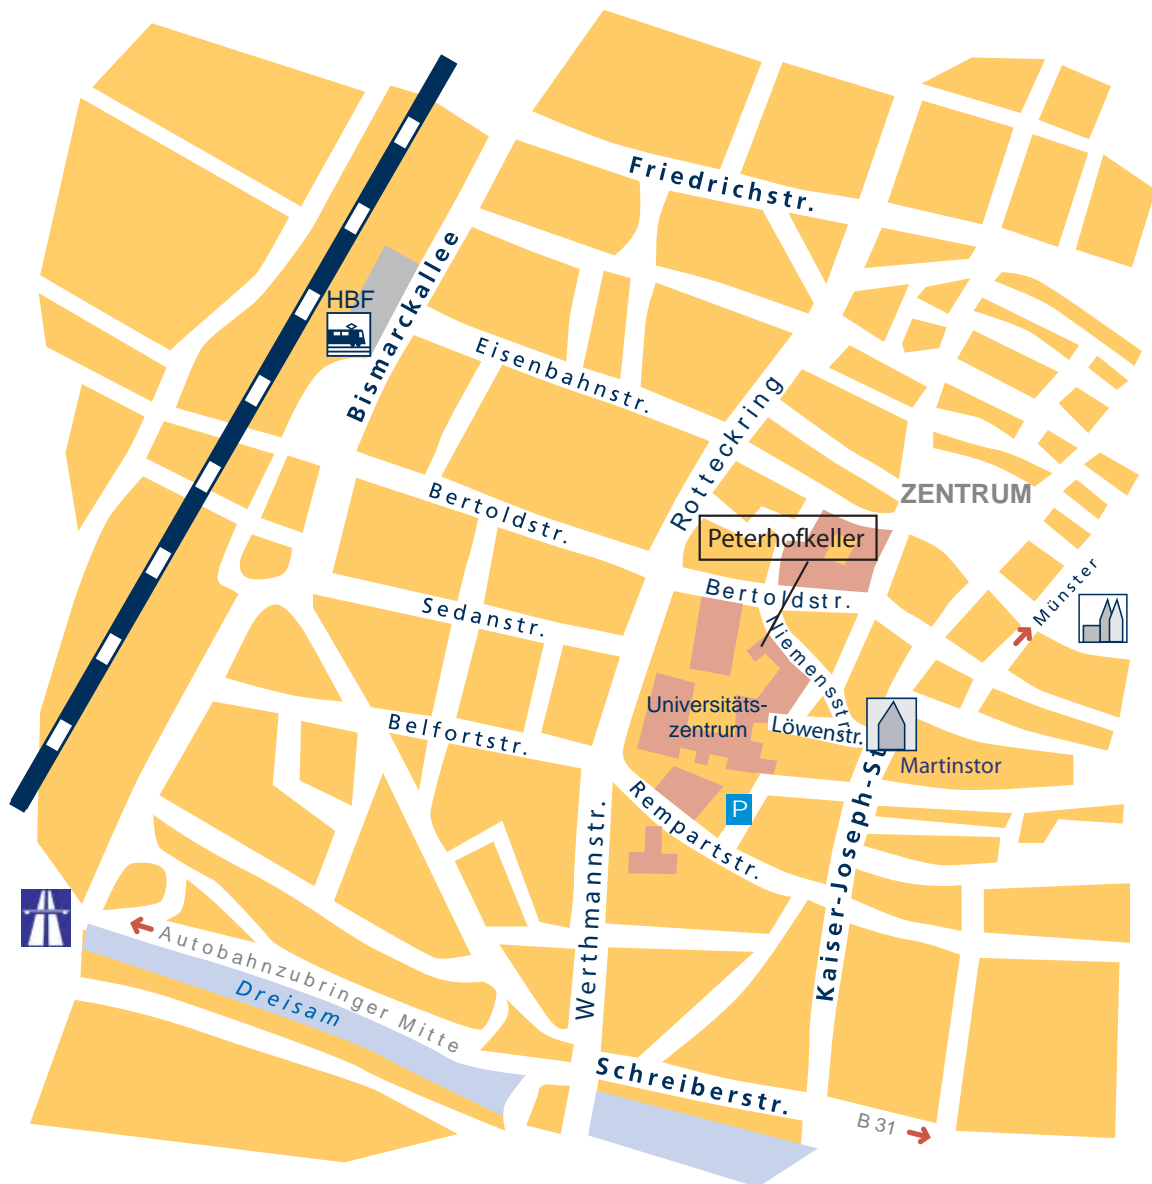 Friedrichstr.
HBF
Bismarckallee
Eisenbahnstr.
Rotteckring
ZENTRUM
Bertoldstr.
Peterhofkeller
Bertoldstr.
Münster
Sedanstr.
Niemensstr.
Universitäts-
zentrum
Löwenstr.
Belfortstr.
Martinstor
Kaiser-Joseph-St
P
Rempartstr.
Werthmannstr.
Autobahnzubringer Mitte
Dreisam
Schreiberstr.
B 31